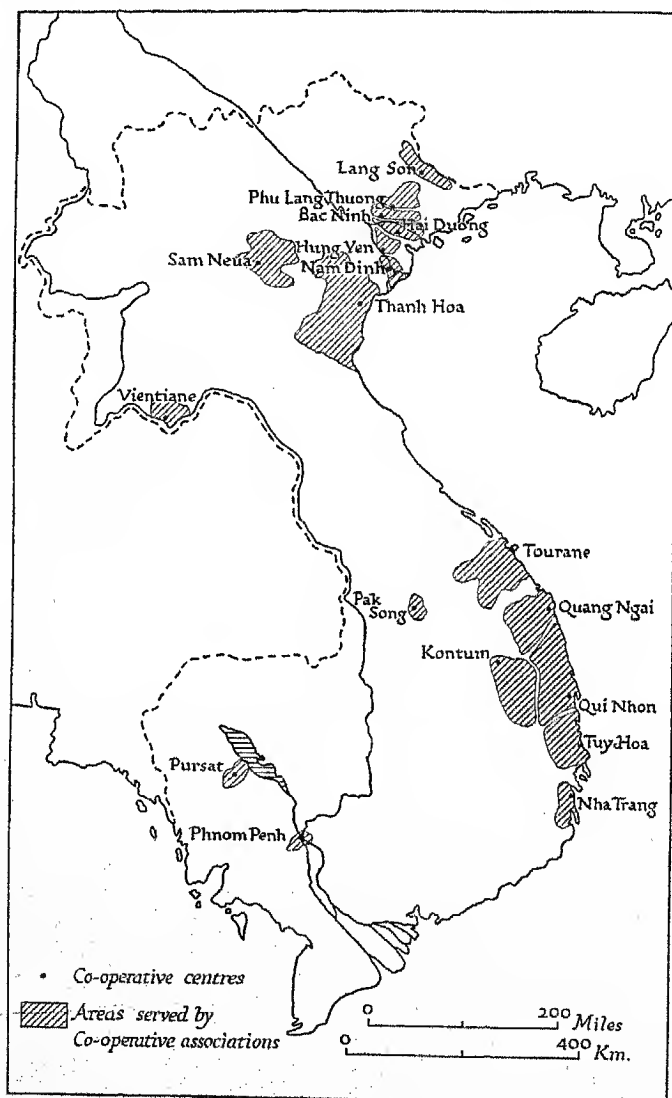 Lang Son
Phu Lang Thuong
Bac Ninh
Hai Duong
Hung Yen
Sam Neua
Nam Dinh
Thanh Hoa
Vientiane
Tourane
Pak
Song
Quang Ngai
Kontum
Qui Nhon
Tuy Hoa
Pursat
Nha Trang
Phnom Penh
Co-operative centres
Areas served by
Co-operative associations
0 200 Miles
0 400
Km.